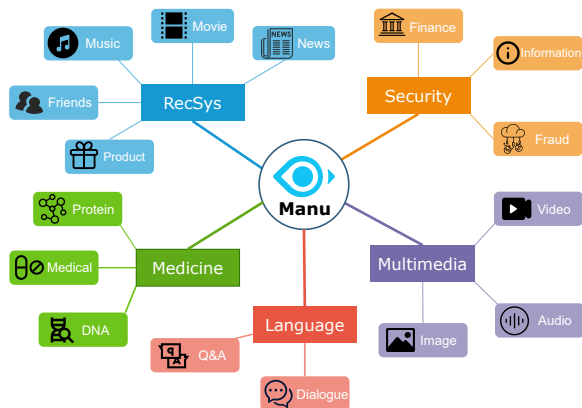 Movie
Finance
Music
NEWS
News
Information
RecSys
Security
Friends
Fraud
Product
Manu
Protein
Video
Medical
Medicine
Multimedia
DNA
Language
Audio
Image
Q&A
Q
A
Dialogue